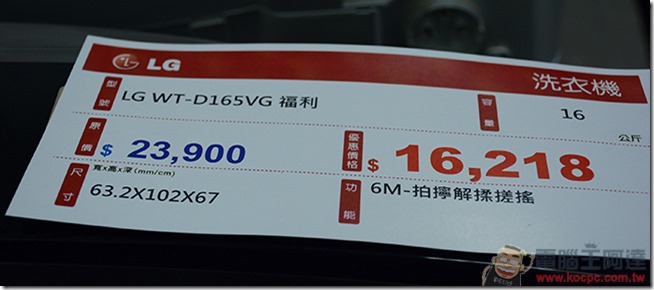 LG 洗衣機
型號 LG WT-D165VG 福利 容量 16 公斤
原價 $ 23,900 優惠價格 $ 16,218
尺寸 寬x高x深(mm/cm) 63.2X102X67 功能 6M-拍擰解揉搓搖
電腦王阿達
www.kocpc.com.tw